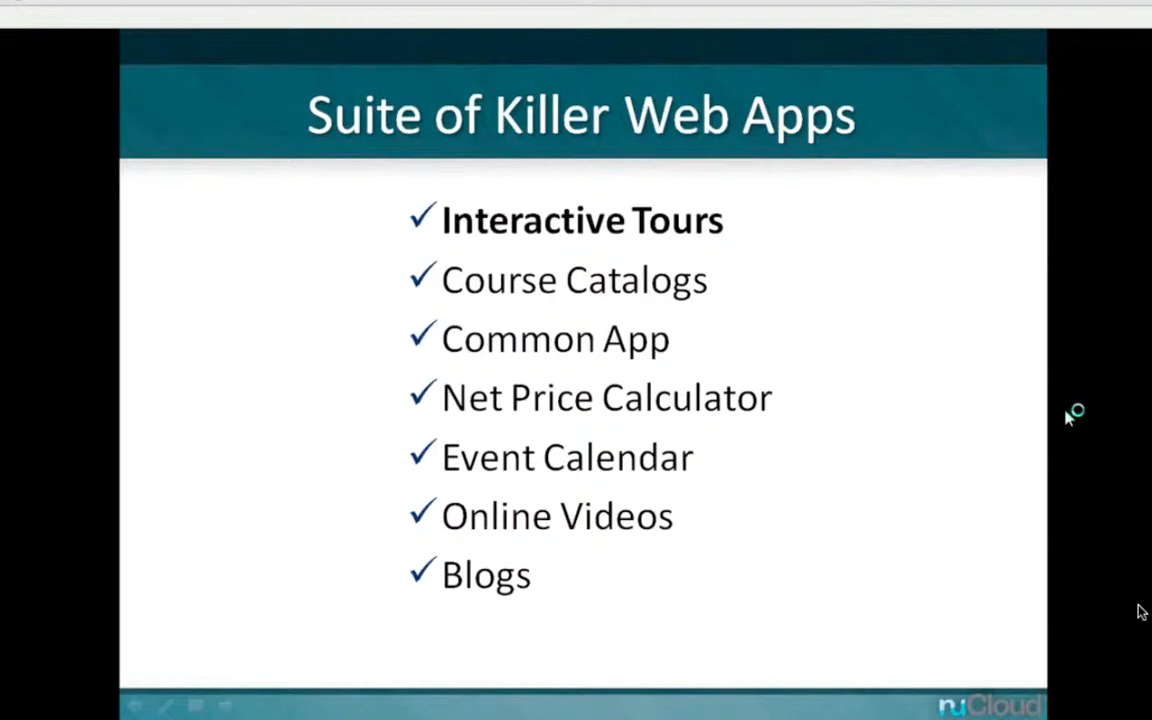 Suite of Killer Web Apps
Interactive Tours
Course Catalogs
Common App
Net Price Calculator
Event Calendar
Online Videos
Blogs
nuCloud